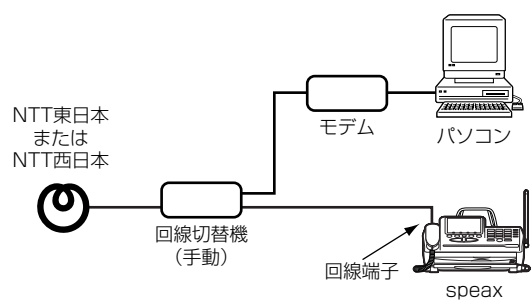 NTT東日本
または
NTT西日本
モデム
パソコン
回線切替機
（手動）
回線端子
speax